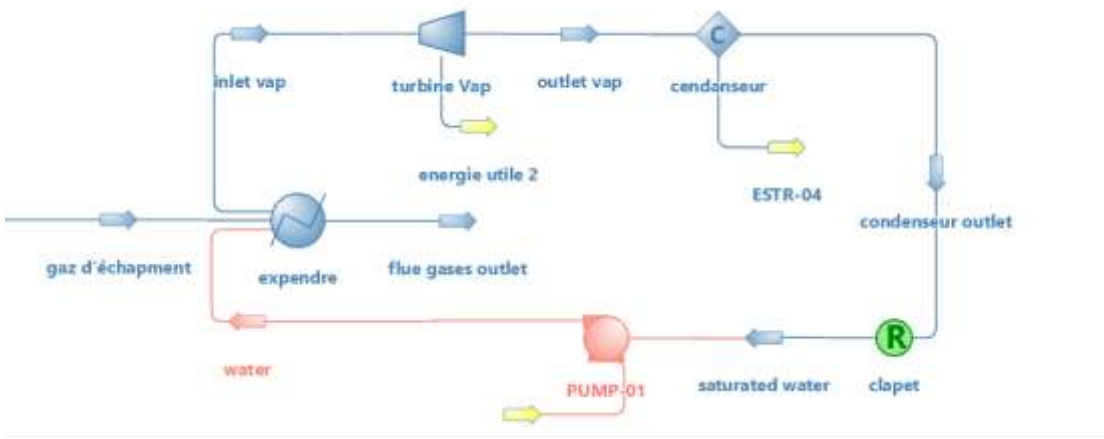 inlet vap
turbine Vap
outlet vap
C
cendanseur
energie utile 2
ESTR-04
condenseur outlet
gaz d'échapment
expendre
flue gases outlet
R
water
PUMP-01
saturated water
clapet